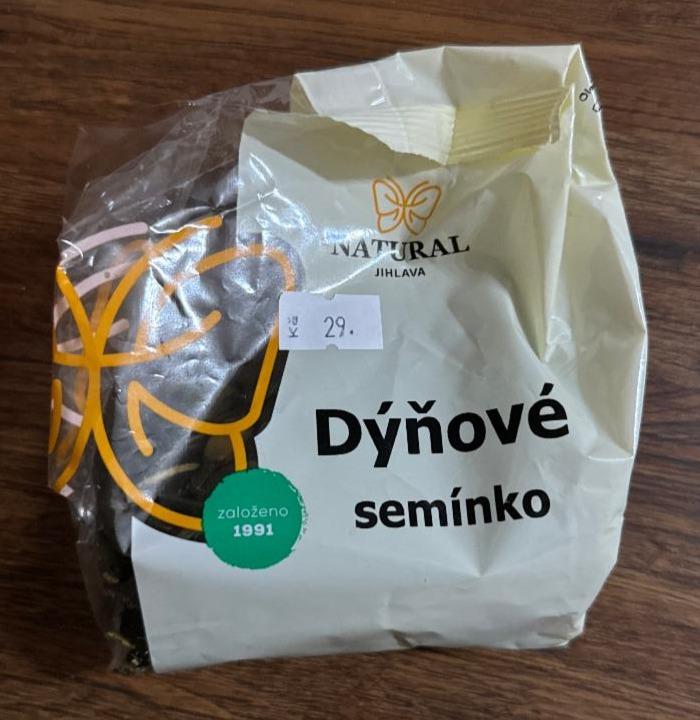 NATURAL
JIHLAVA
Kč 29.
Dýňové
semínko
založeno
1991